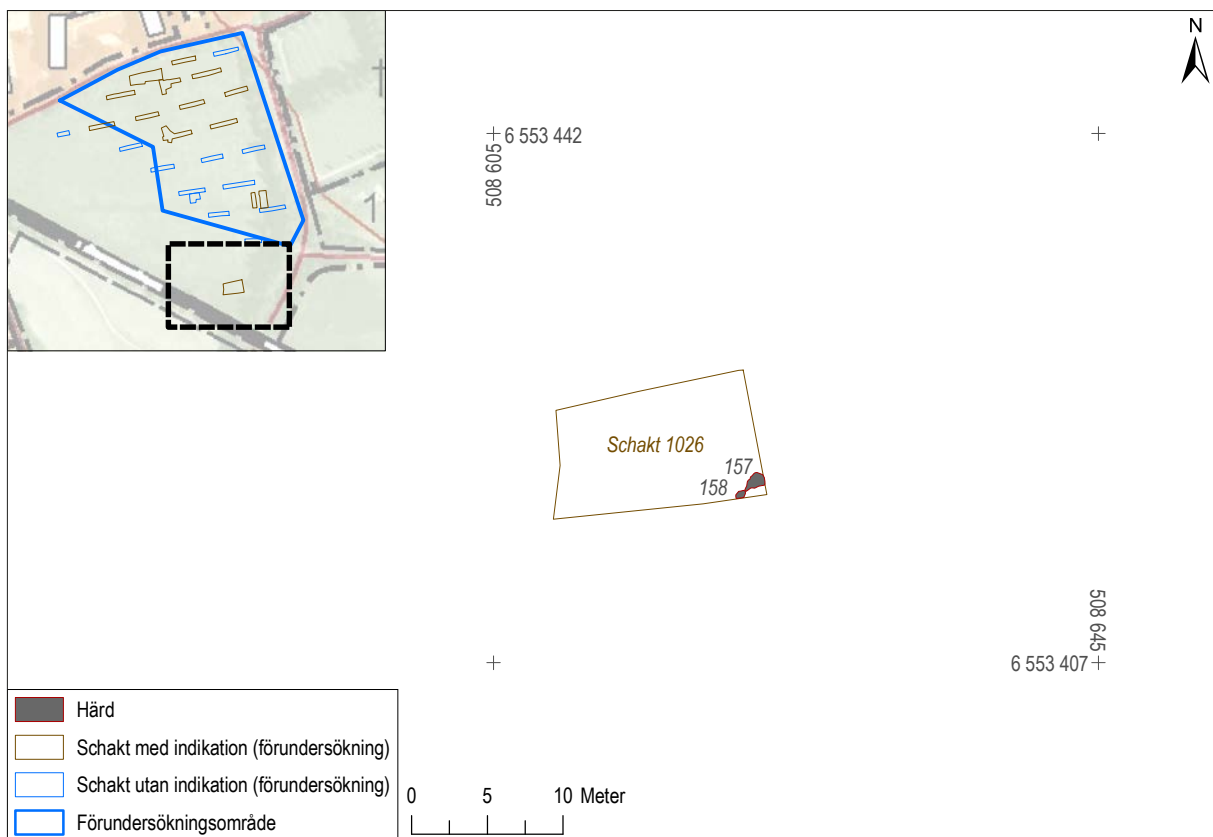 N
1
6 553 442
508 605
Schakt 1026
157
158
508 645
6 553 407
Härd
Schakt med indikation (förundersökning)
Schakt utan indikation (förundersökning)
Förundersökningsområde
0 5 10 Meter